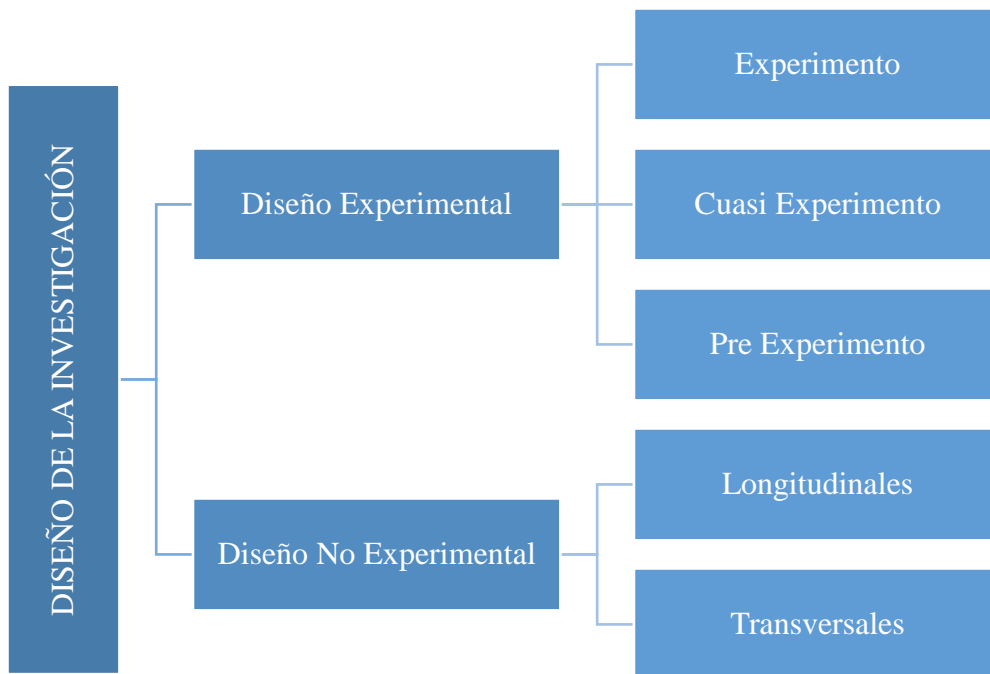 DISEÑO DE LA INVESTIGACIÓN
Diseño Experimental
Experimento
Cuasi Experimento
Pre Experimento
Diseño No Experimental
Longitudinales
Transversales